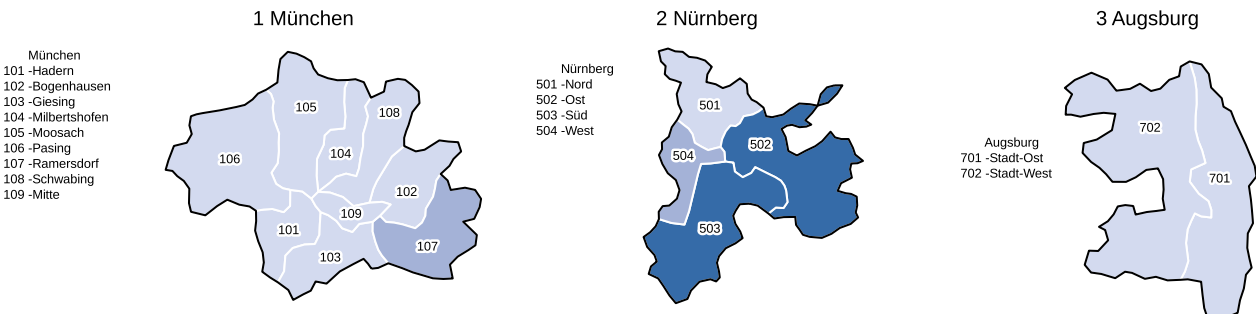 1 München
2 Nürnberg
3 Augsburg
München
101 -Hadern
102 -Bogenhausen
103 -Giesing
104 -Milbertshofen
105 -Moosach
106 -Pasing
107 -Ramersdorf
108 -Schwabing
109 -Mitte
105
108
104
106
102
109
101
107
103
Nürnberg
501 -Nord
502 -Ost
503 -Süd
504 -West
501
502
504
503
Augsburg
701 -Stadt-Ost
702 -Stadt-West
702
701